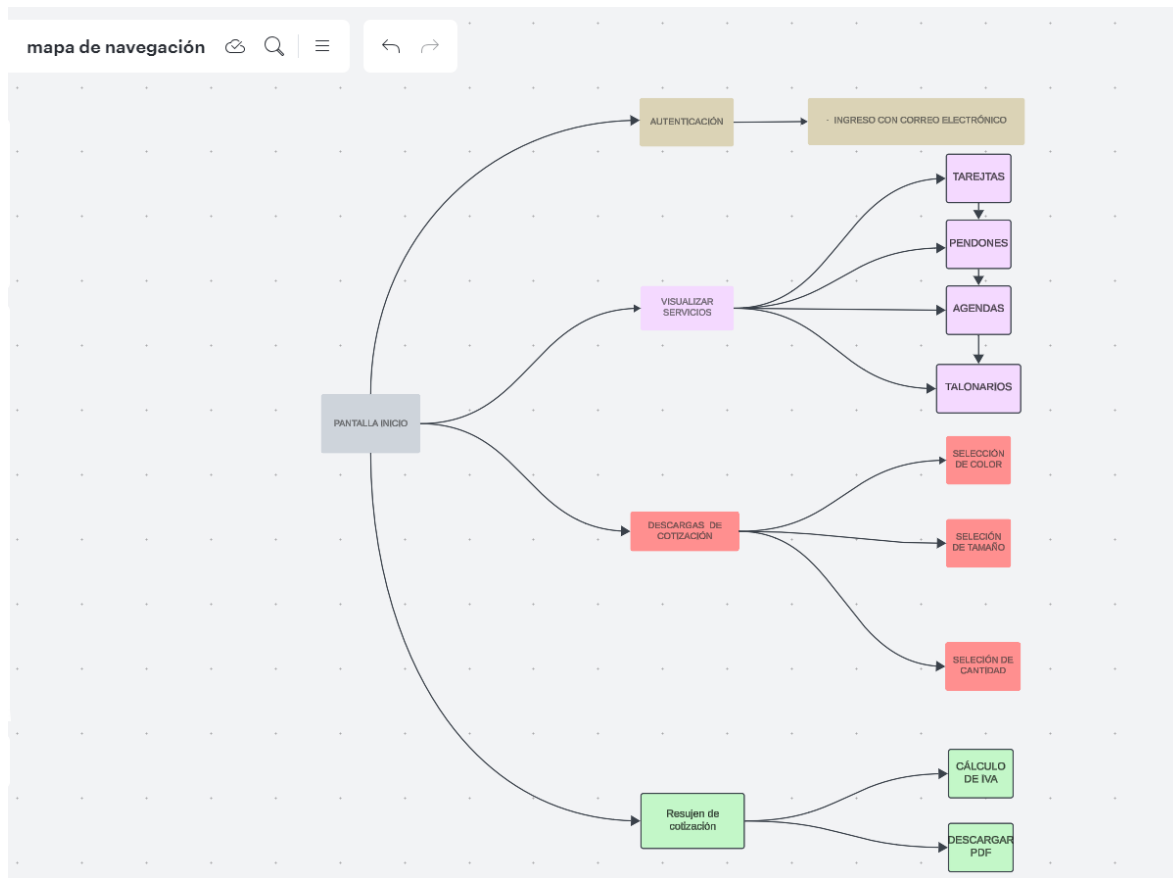 mapa de navegación
AUTENTICACIÓN
· INGRESO CON CORREO ELECTRÓNICO
TAREJTAS
PENDONES
VISUALIZAR
SERVICIOS
AGENDAS
TALONARIOS
PANTALLA INICIO
SELECCIÓN
DE COLOR
DESCARGAS DE
COTIZACIÓN
SELECIÓN
DE TAMAÑO
SELECIÓN DE
CANTIDAD
CÁLCULO
DE IVA
Resujen de
cotización
DESCARGAR
PDF